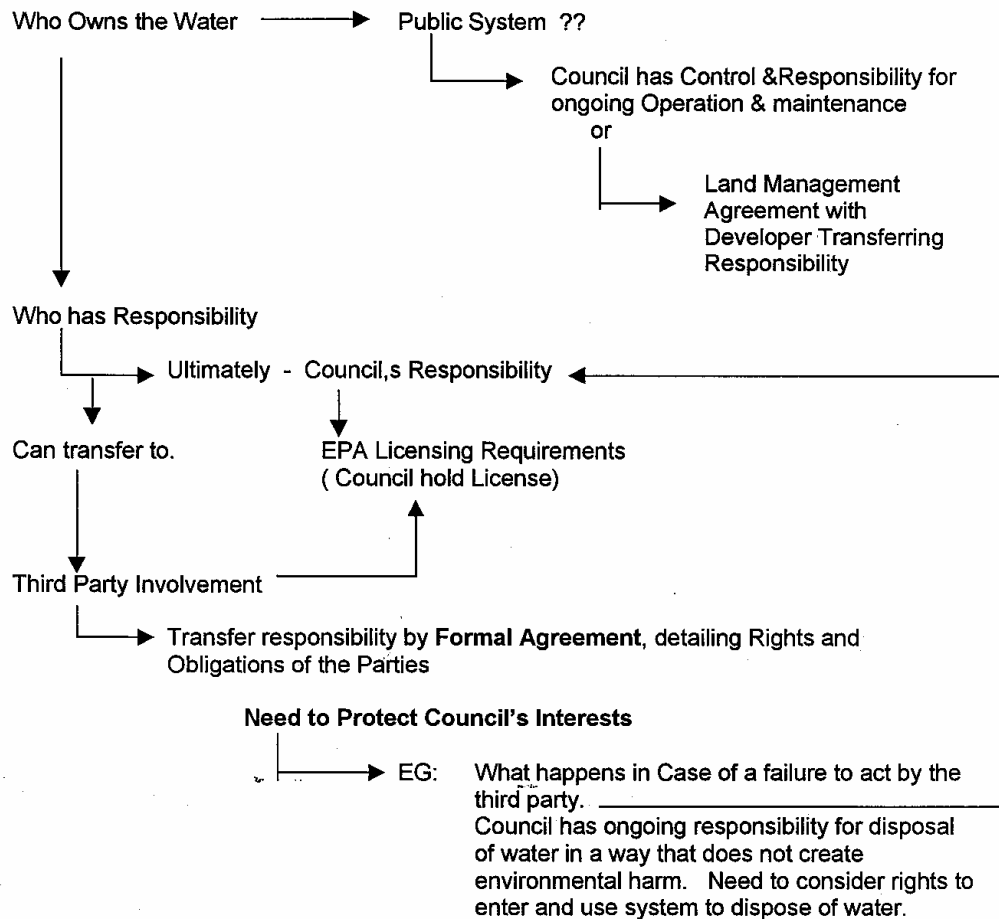 Who Owns the Water
Public System ??
Council has Control &Responsibility for
ongoing Operation & maintenance
or
Land Management
Agreement with
Developer Transferring
Responsibility
Who has Responsibility
Ultimately - Council,s Responsibility
Can transfer to.
EPA Licensing Requirements
( Council hold License)
Third Party Involvement
Transfer responsibility by Formal Agreement, detailing Rights and
Obligations of the Parties
Need to Protect Council's Interests
EG: What happens in Case of a failure to act by the
third party.
Council has ongoing responsibility for disposal
of water in a way that does not create
environmental harm. Need to consider rights to
enter and use system to dispose of water.